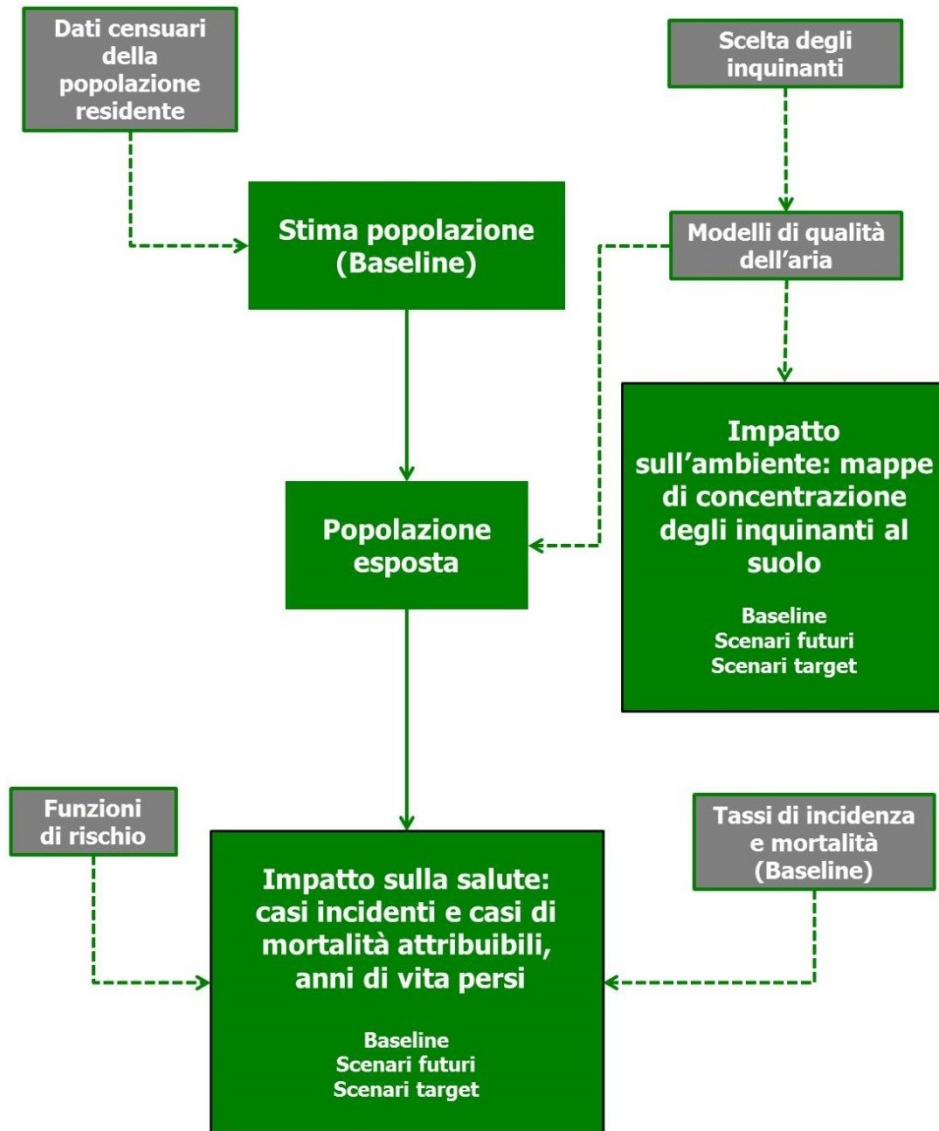 Dati censuari
della
popolazione
residente
Scelta degli
inquinanti
Stima popolazione
(Baseline)
Modelli di qualità
dell’aria
Impatto
sull’ambiente: mappe
di concentrazione
degli inquinanti al
suolo
Baseline
Scenari futuri
Scenari target
Popolazione
esposta
Funzioni
di rischio
Tassi di incidenza
e mortalità
(Baseline)
Impatto sulla salute:
casi incidenti e casi di
mortalità attribuibili,
anni di vita persi
Baseline
Scenari futuri
Scenari target